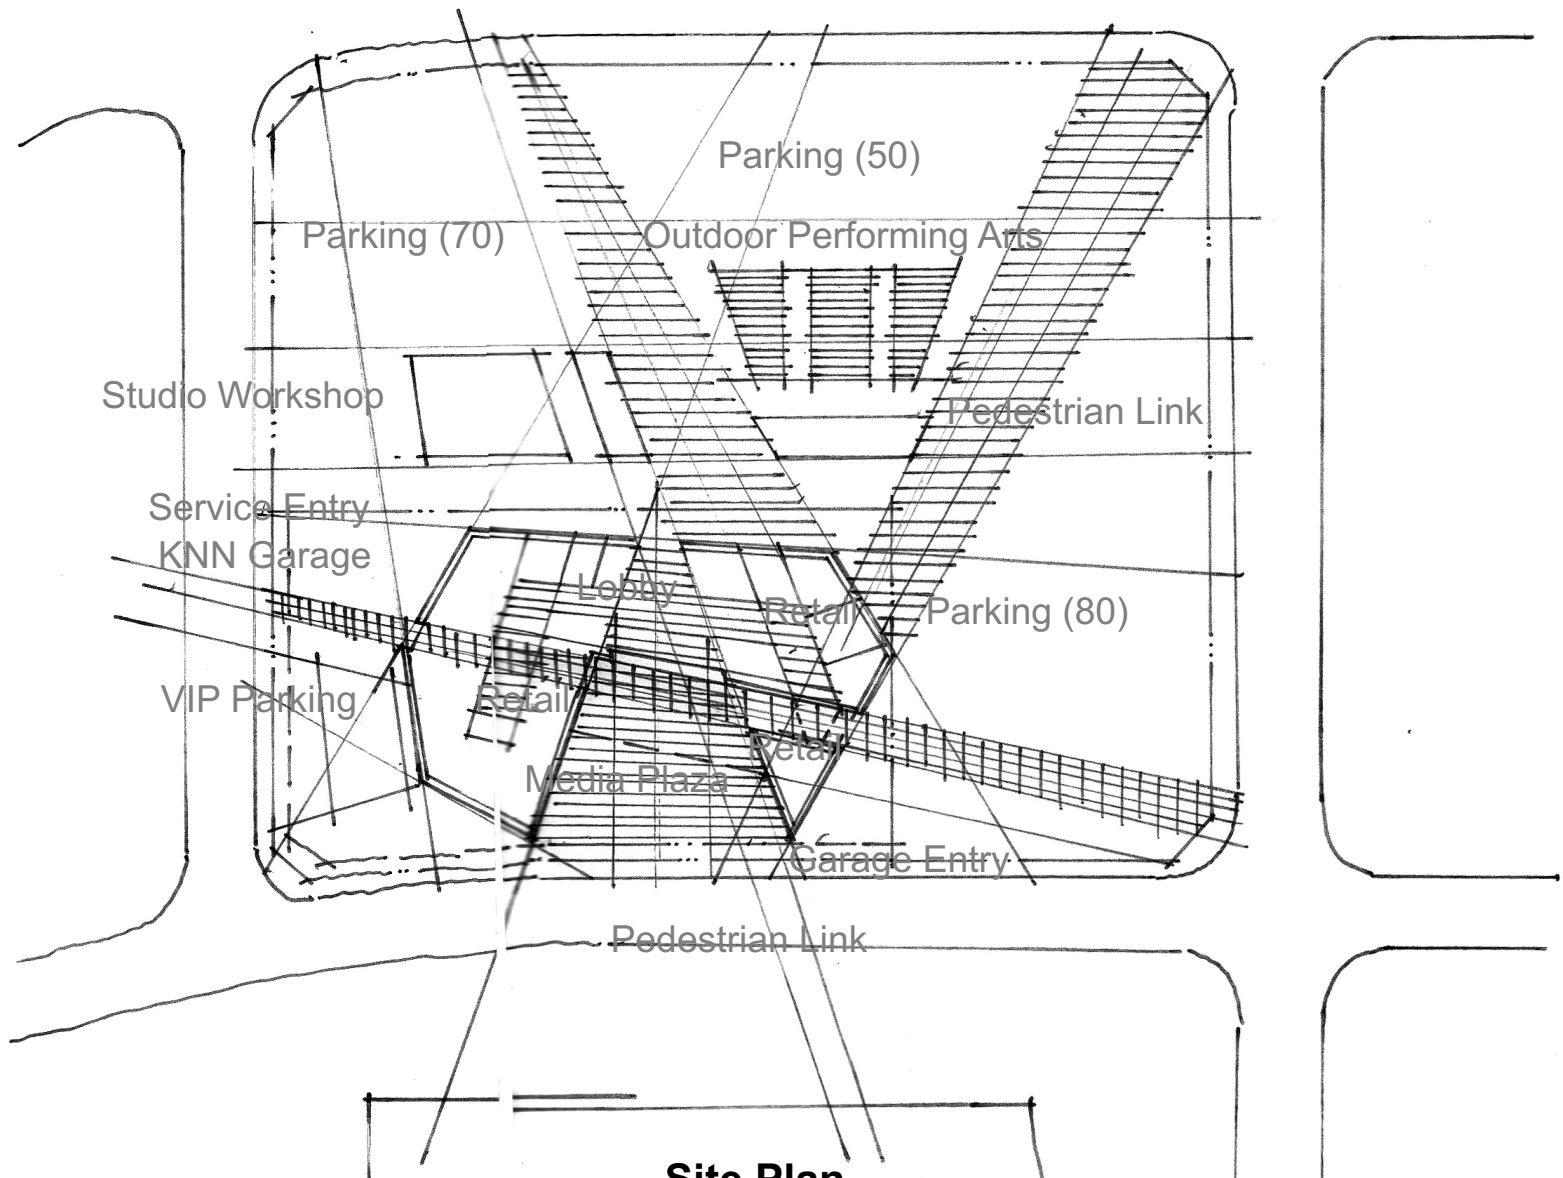 Parking (50)
Parking (70)
Outdoor Performing Arts
Studio Workshop
Pedestrian Link
Service Entry
KNN Garage
Lobby
Retail
Parking (80)
VIP Parking
Retail
Retail
Media Plaza
Garage Entry
Pedestrian Link
Site Plan